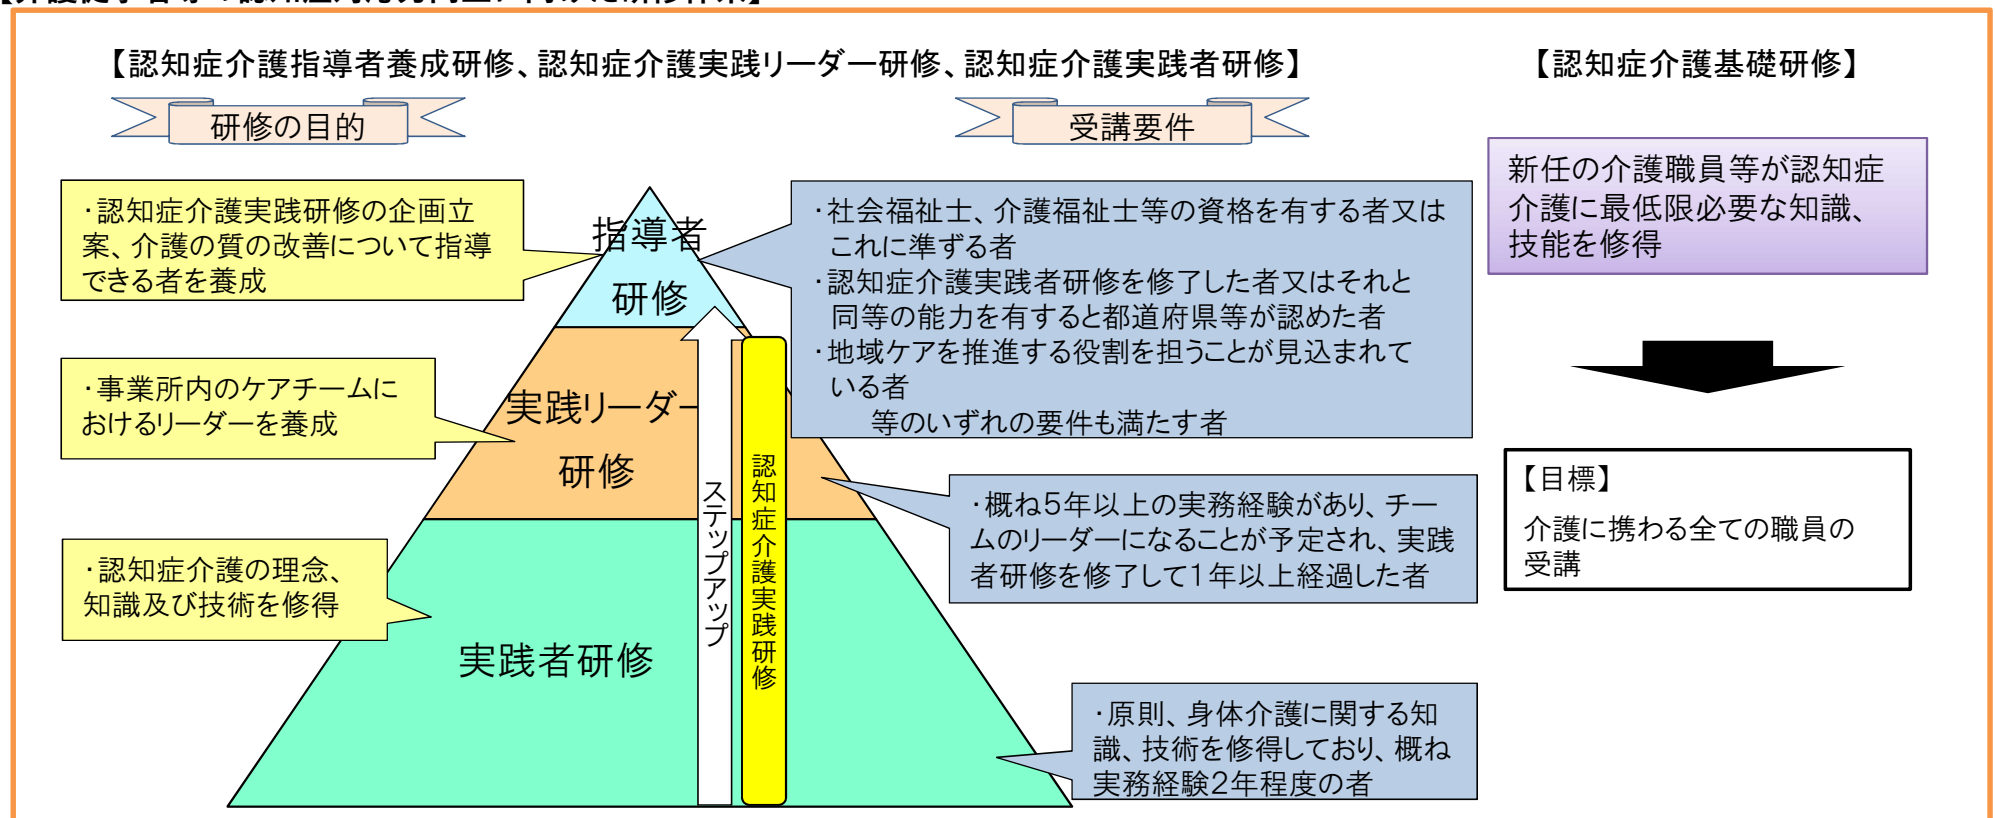 【認知症介護指導者養成研修、認知症介護実践リーダー研修、認知症介護実践者研修】
【認知症介護基礎研修】
研修の目的
受講要件
・認知症介護実践研修の企画立
案、介護の質の改善について指導
できる者を養成
指導者
研修
・社会福祉士、介護福祉士等の資格を有する者又は
これに準ずる者
・認知症介護実践者研修を修了した者又はそれと
同等の能力を有すると都道府県等が認めた者
・地域ケアを推進する役割を担うことが見込まれて
いる者
等のいずれの要件も満たす者
・事業所内のケアチームに
おけるリーダーを養成
実践リーダー
研修
・概ね5年以上の実務経験があり、チー
ムのリーダーになることが予定され、実践
者研修を修了して1年以上経過した者
・認知症介護の理念、
知識及び技術を修得
実践者研修
ステップアップ
認知症介護実践研修
・原則、身体介護に関する知
識、技術を修得しており、概ね
実務経験2年程度の者
新任の介護職員等が認知症
介護に最低限必要な知識、
技能を修得
【目標】
介護に携わる全ての職員の
受講